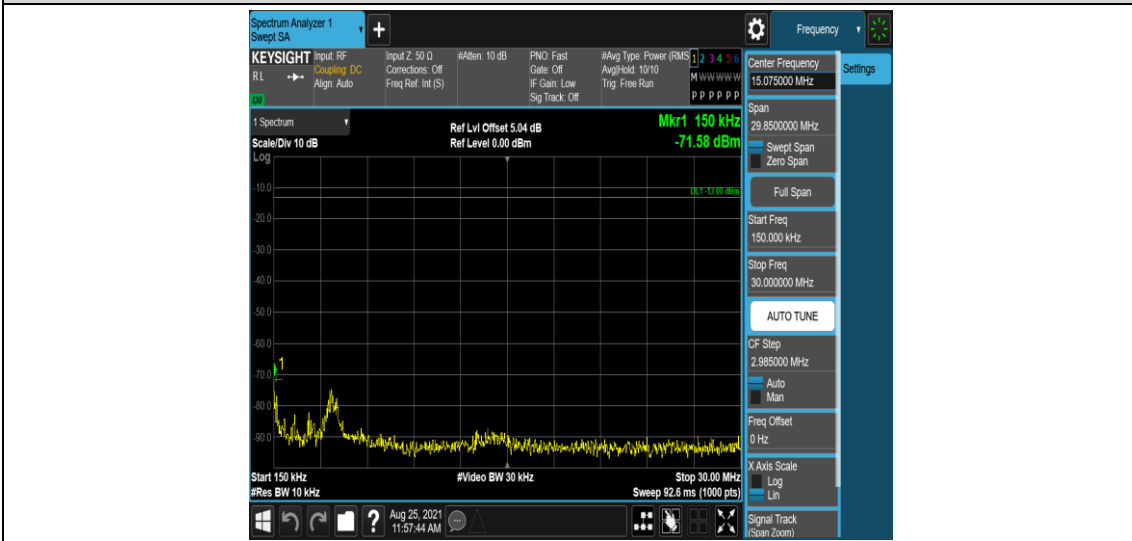 Spectrum Analyzer 1
Swept SA
+
Frequency
KEYSIGHT
R L
Input: RF
Coupling: DC
Align: Auto
Input Z: 50 Ω
Corrections: Off
Freq Ref: Int (S)
#Atten: 10 dB
PNO: Fast
Gate: Off
IF Gain: Low
Sig Track: Off
#Avg Type: Power (RMS
Avg|Hold: 10/10
Trig: Free Run
1 2 3 4 5 6
M W W W W W
P P P P P P
1 Spectrum
Scale/Div 10 dB
Log
Ref Lvl Offset 5.04 dB
Ref Level 0.00 dBm
Mkr1 150 kHz
-71.58 dBm
DL1 -13.00 dBm
-10.0
-20.0
-30.0
-40.0
-50.0
-60.0
-70.0
-80.0
-90.0
1
Start 150 kHz
#Res BW 10 kHz
#Video BW 30 kHz
Stop 30.00 MHz
Sweep 92.6 ms (1000 pts)
Aug 25, 2021
11:57:44 AM
?
Center Frequency
15.075000 MHz
Settings
Span
29.8500000 MHz
Swept Span
Zero Span
Full Span
Start Freq
150.000 kHz
Stop Freq
30.000000 MHz
AUTO TUNE
CF Step
2.985000 MHz
Auto
Man
Freq Offset
0 Hz
X Axis Scale
Log
Lin
Signal Track
(Span Zoom)